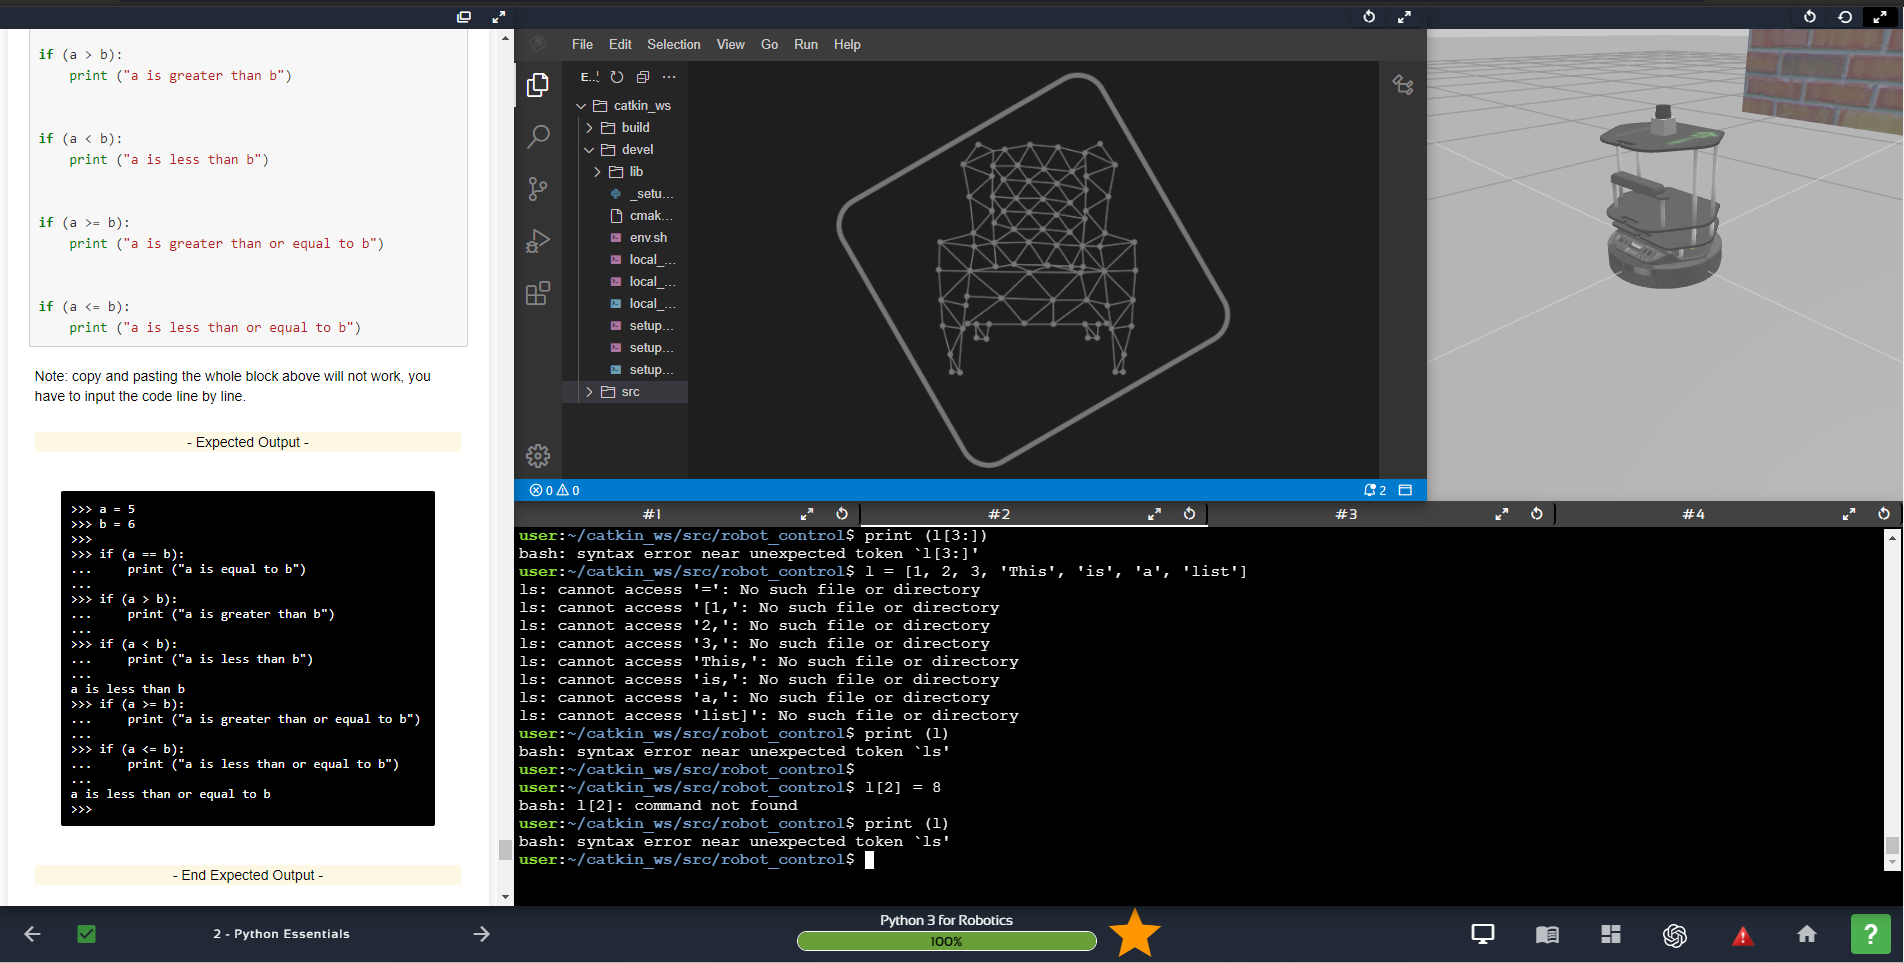 if (a > b):
    print ("a is greater than b")
if (a < b):
    print ("a is less than b")
if (a >= b):
    print ("a is greater than or equal to b")
if (a <= b):
    print ("a is less than or equal to b")
Note: copy and pasting the whole block above will not work, you
have to input the code line by line.
- Expected Output -
>>> a = 5
>>> b = 6
>>>
>>> if (a == b):
...     print ("a is equal to b")
...
>>> if (a > b):
...     print ("a is greater than b")
...
>>> if (a < b):
...     print ("a is less than b")
...
a is less than b
>>> if (a >= b):
...     print ("a is greater than or equal to b")
...
>>> if (a <= b):
...     print ("a is less than or equal to b")
...
a is less than or equal to b
>>>
- End Expected Output -
File Edit Selection View Go Run Help
E..
catkin_ws
build
devel
lib
_setu...
cmak...
env.sh
local_...
local_...
local_...
setup...
setup...
setup...
src
0 0
2
#1 #2 #3 #4
user:~/catkin_ws/src/robot_control$ print (l[3:])
bash: syntax error near unexpected token `l[3:]'
user:~/catkin_ws/src/robot_control$ l = [1, 2, 3, 'This', 'is', 'a', 'list']
ls: cannot access '=': No such file or directory
ls: cannot access '[1,': No such file or directory
ls: cannot access '2,': No such file or directory
ls: cannot access '3,': No such file or directory
ls: cannot access 'This,': No such file or directory
ls: cannot access 'is,': No such file or directory
ls: cannot access 'a,': No such file or directory
ls: cannot access 'list]': No such file or directory
user:~/catkin_ws/src/robot_control$ print (l)
bash: syntax error near unexpected token `ls'
user:~/catkin_ws/src/robot_control$
user:~/catkin_ws/src/robot_control$ l[2] = 8
bash: l[2]: command not found
user:~/catkin_ws/src/robot_control$ print (l)
bash: syntax error near unexpected token `ls'
user:~/catkin_ws/src/robot_control$
2 - Python Essentials
Python 3 for Robotics
100%
?